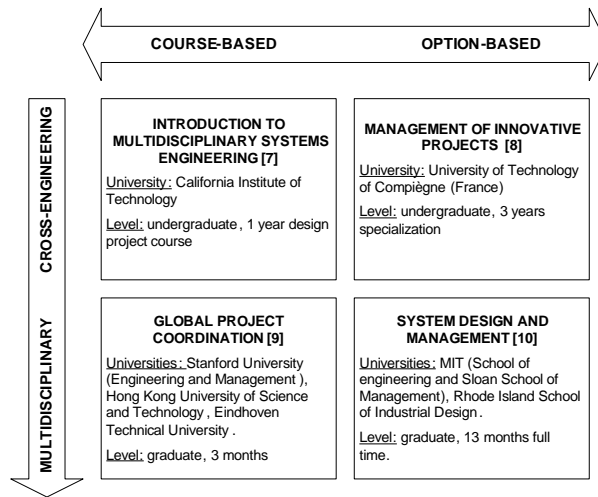 COURSE-BASED
OPTION-BASED
CROSS-ENGINEERING
MULTIDISCIPLINARY
INTRODUCTION TO
MULTIDISCIPLINARY SYSTEMS
ENGINEERING [7]
University: California Institute of
Technology
Level: undergraduate, 1 year design
project course
MANAGEMENT OF INNOVATIVE
PROJECTS [8]
University: University of Technology
of Compiègne (France)
Level: undergraduate, 3 years
specialization
GLOBAL PROJECT
COORDINATION [9]
Universities: Stanford University
(Engineering and Management ),
Hong Kong University of Science
and Technology, Eindhoven
Technical University .
Level: graduate, 3 months
SYSTEM DESIGN AND
MANAGEMENT [10]
Universities: MIT (School of
engineering and Sloan School of
Management), Rhode Island School
of Industrial Design .
Level: graduate, 13 months full
time.